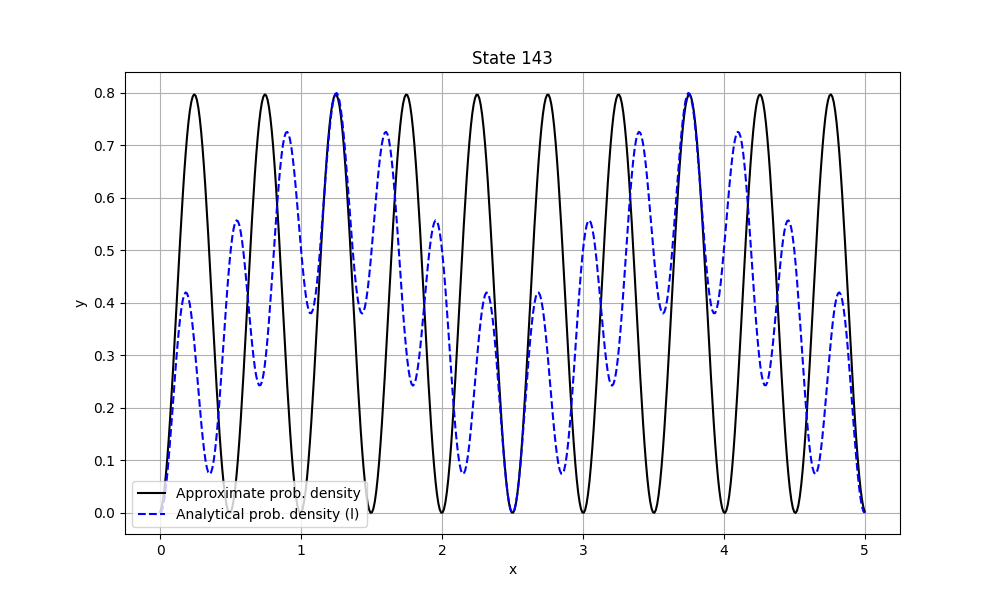 State 143
y
0.8
0.7
0.6
0.5
0.4
0.3
0.2
0.1
0.0
Approximate prob. density
Analytical prob. density (l)
0 1 2 3 4 5
x